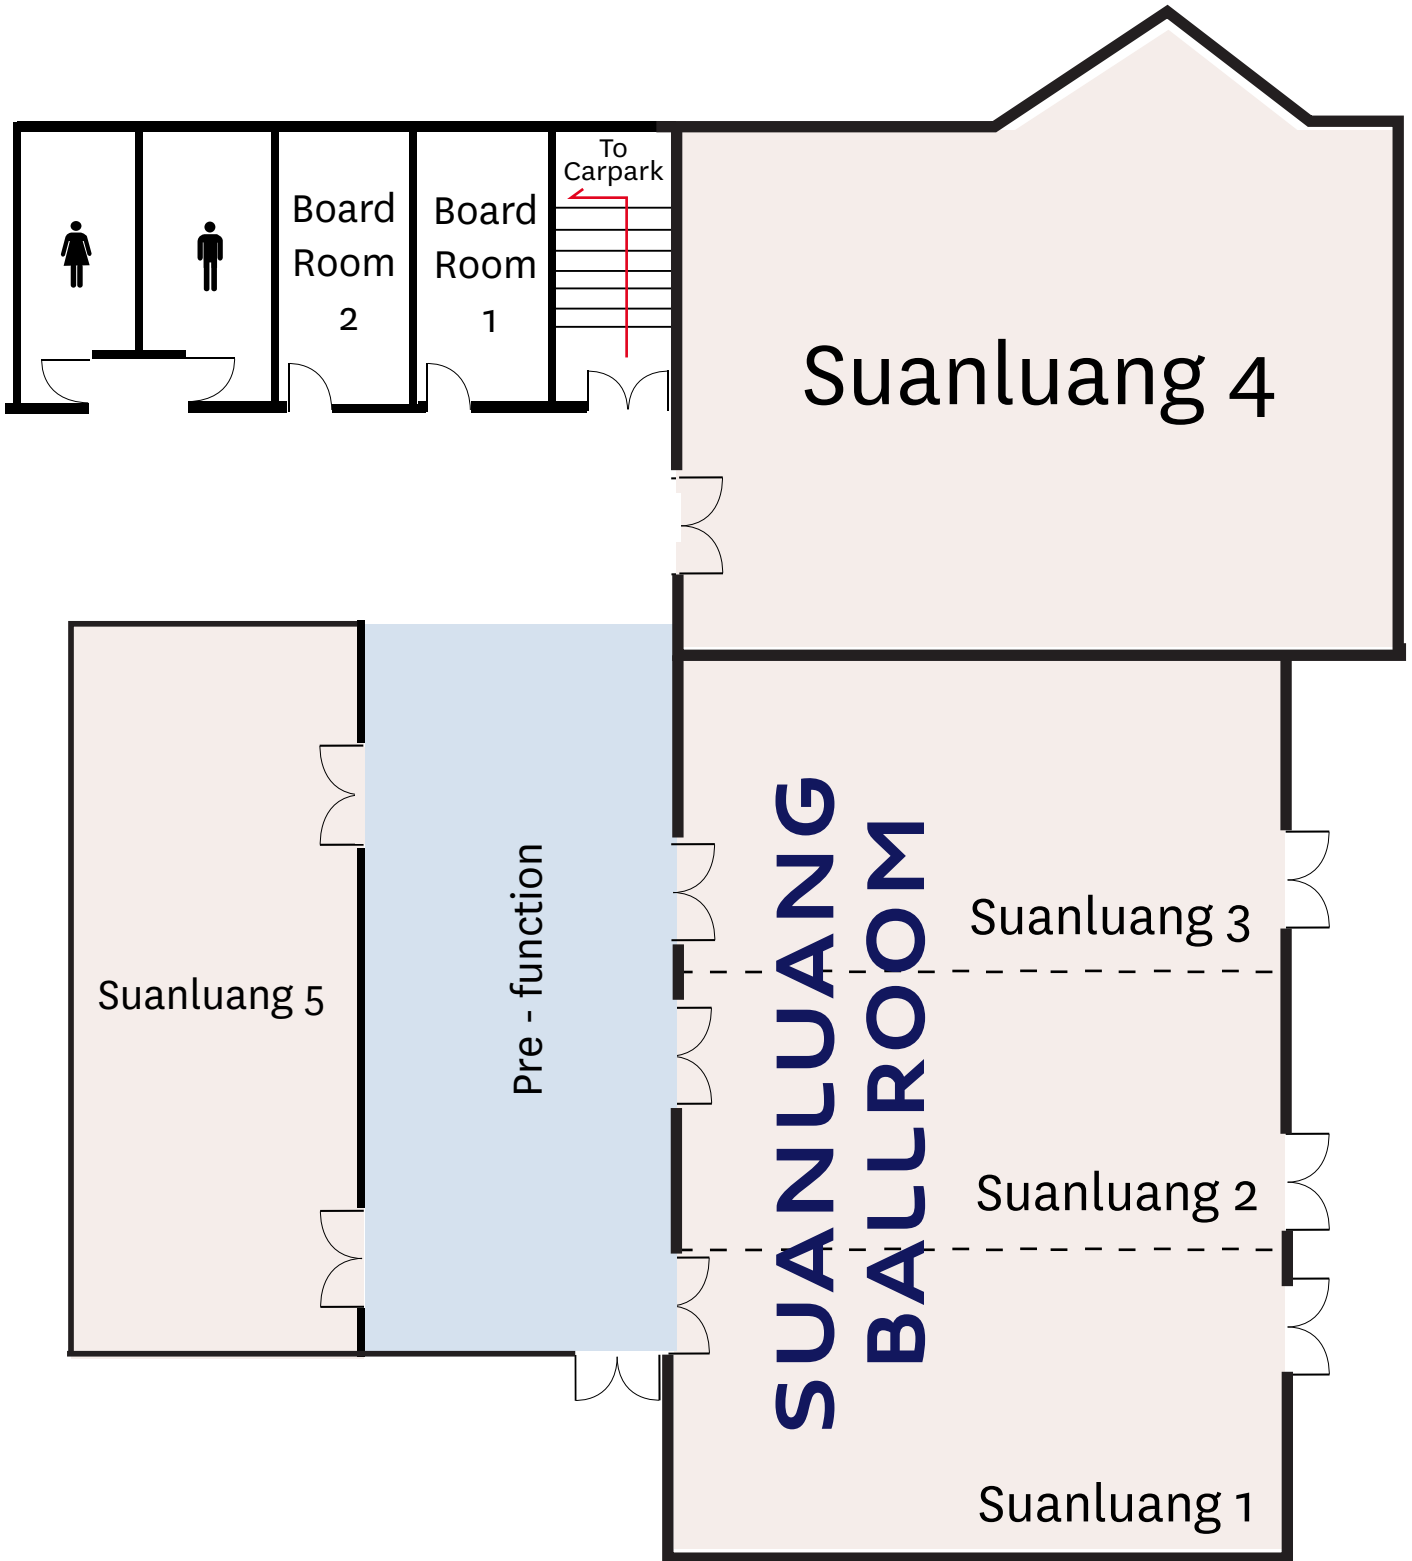 To
Carpark
Board
Room
2
Board
Room
1
Suanluang 4
Suanluang 5
Pre - function
SUANLUANG
BALLROOM
Suanluang 3
Suanluang 2
Suanluang 1